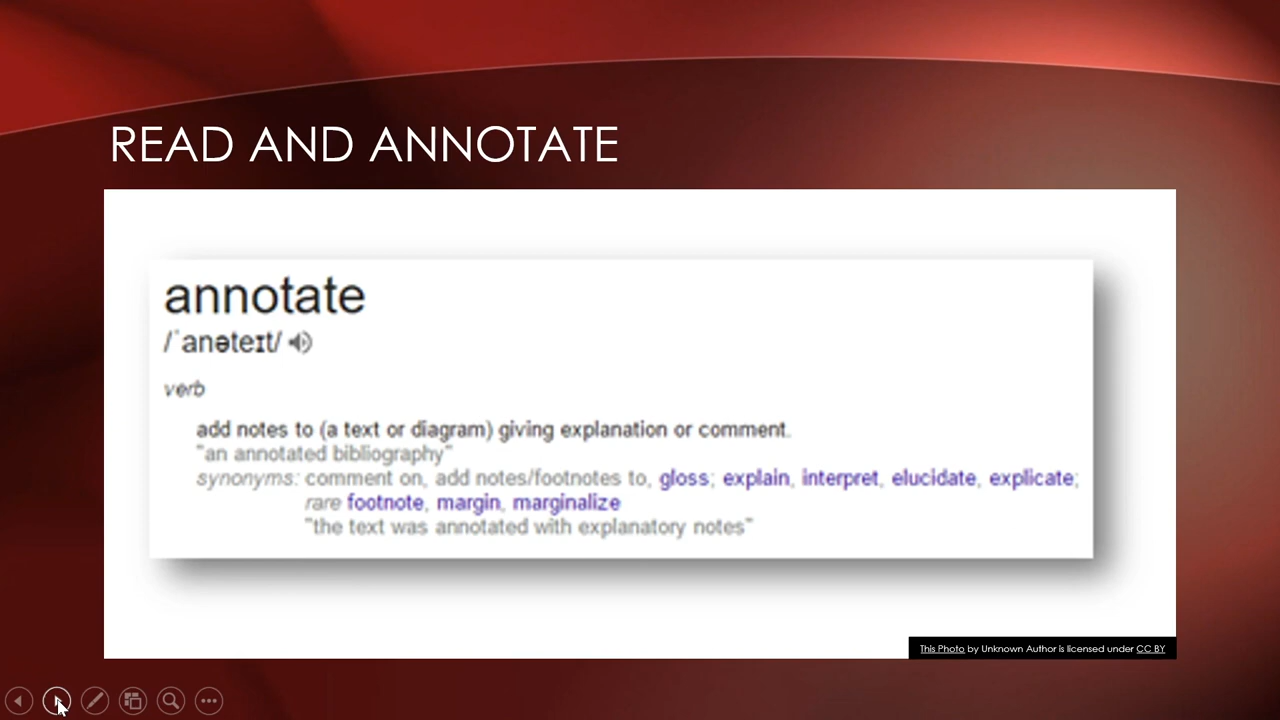 READ AND ANNOTATE
annotate
/ˈanəteɪt/
verb
add notes to (a text or diagram) giving explanation or comment.
"an annotated bibliography"
synonyms: comment on, add notes/footnotes to, gloss; explain, interpret, elucidate, explicate;
rare footnote, margin, marginalize
"the text was annotated with explanatory notes"
This Photo by Unknown Author is licensed under CC BY